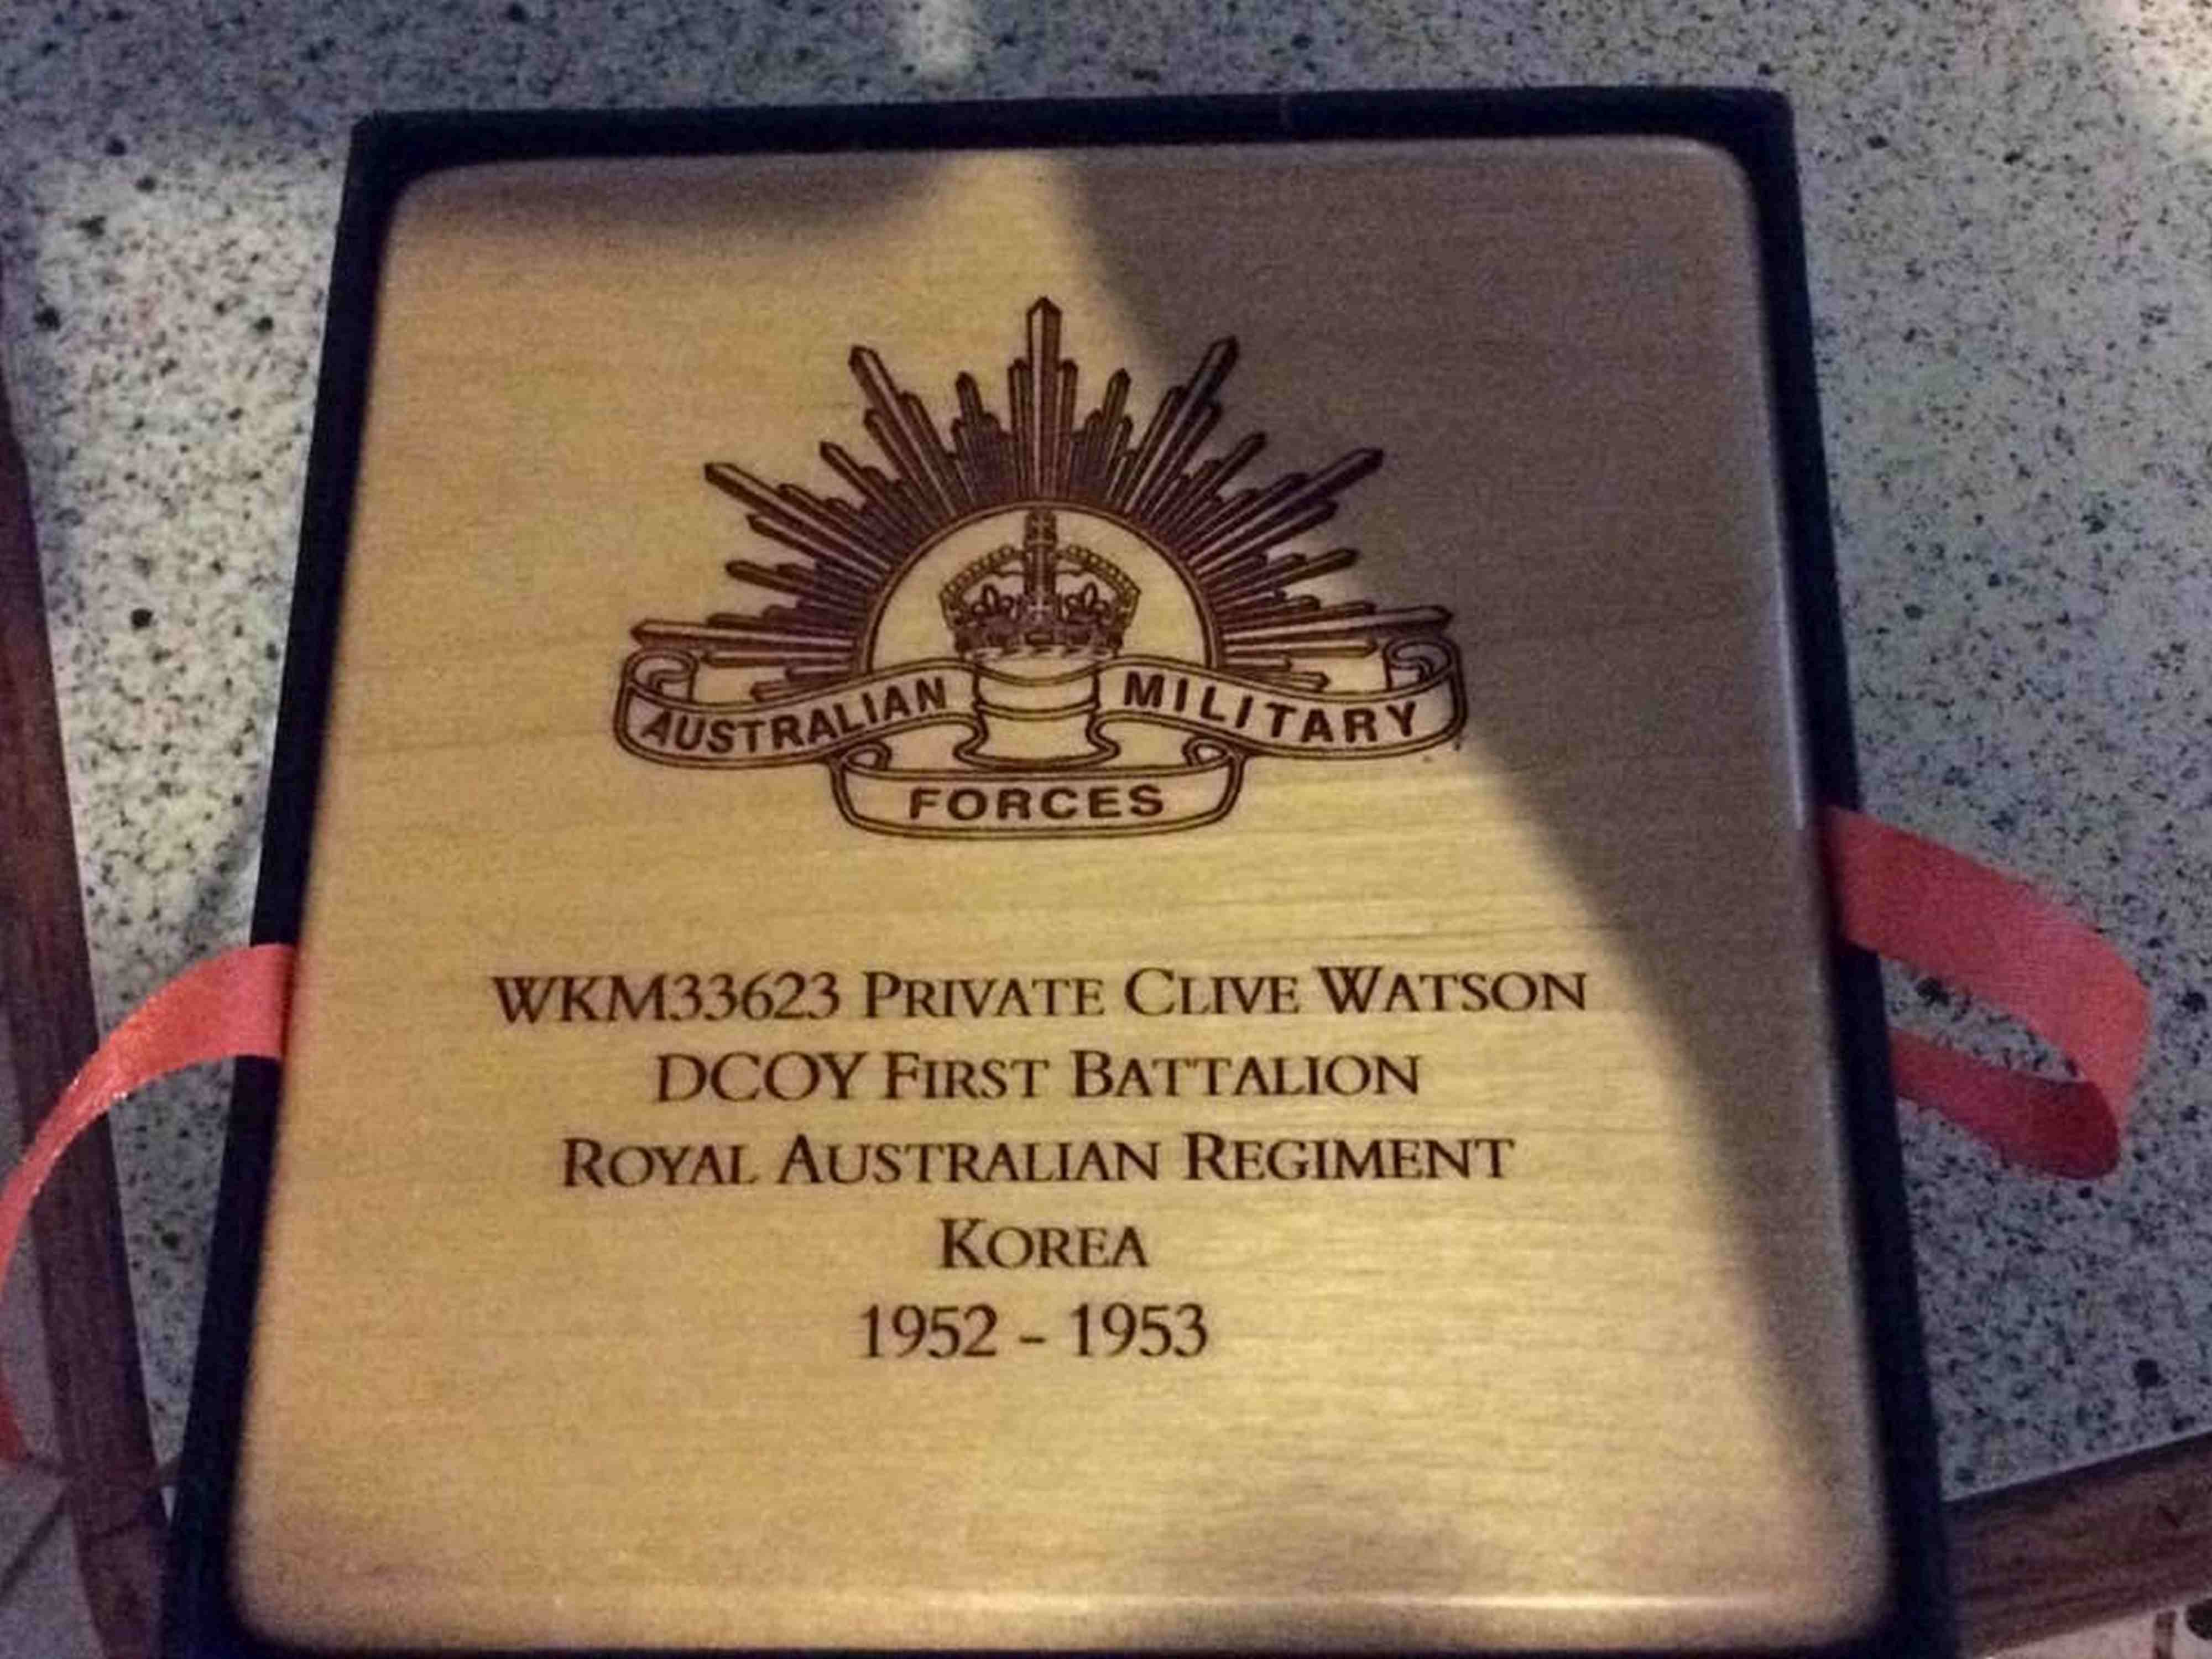 AUSTRALIAN MILITARY
FORCES
WKM33623 PRIVATE CLIVE WATSON
DCOY FIRST BATTALION
ROYAL AUSTRALIAN REGIMENT
KOREA
1952 - 1953